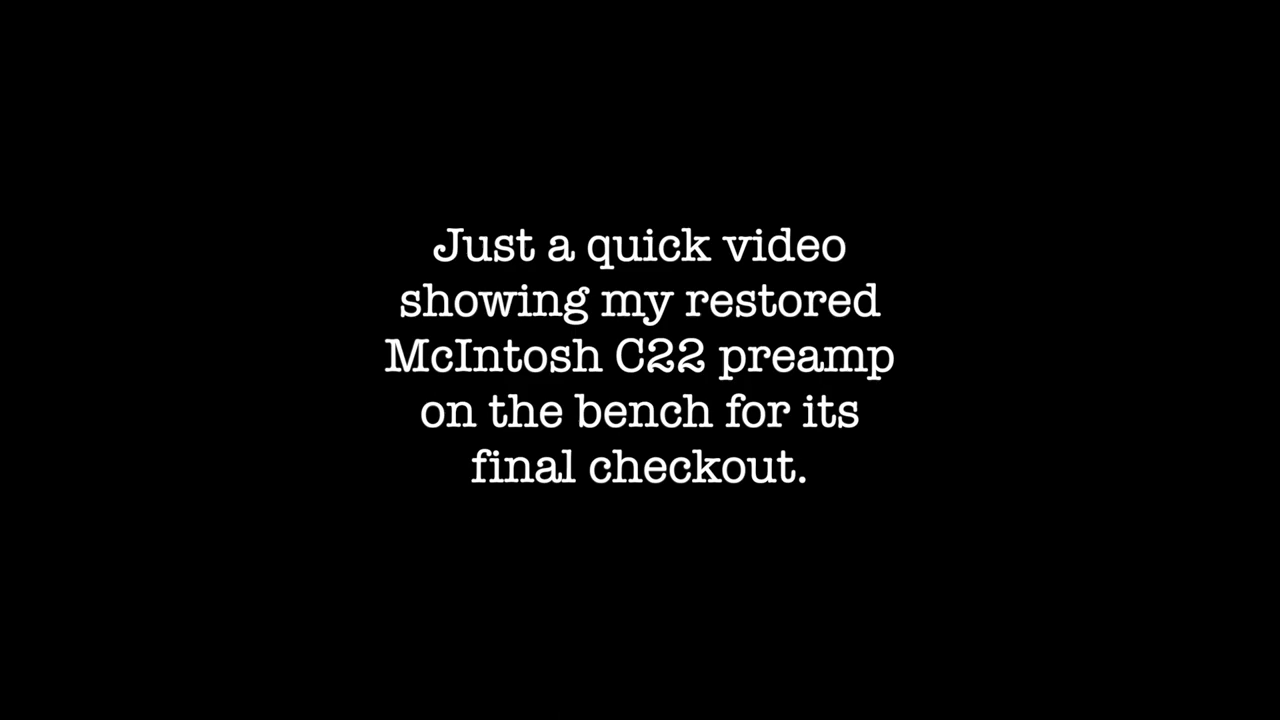 Just a quick video
showing my restored
McIntosh C22 preamp
on the bench for its
final checkout.